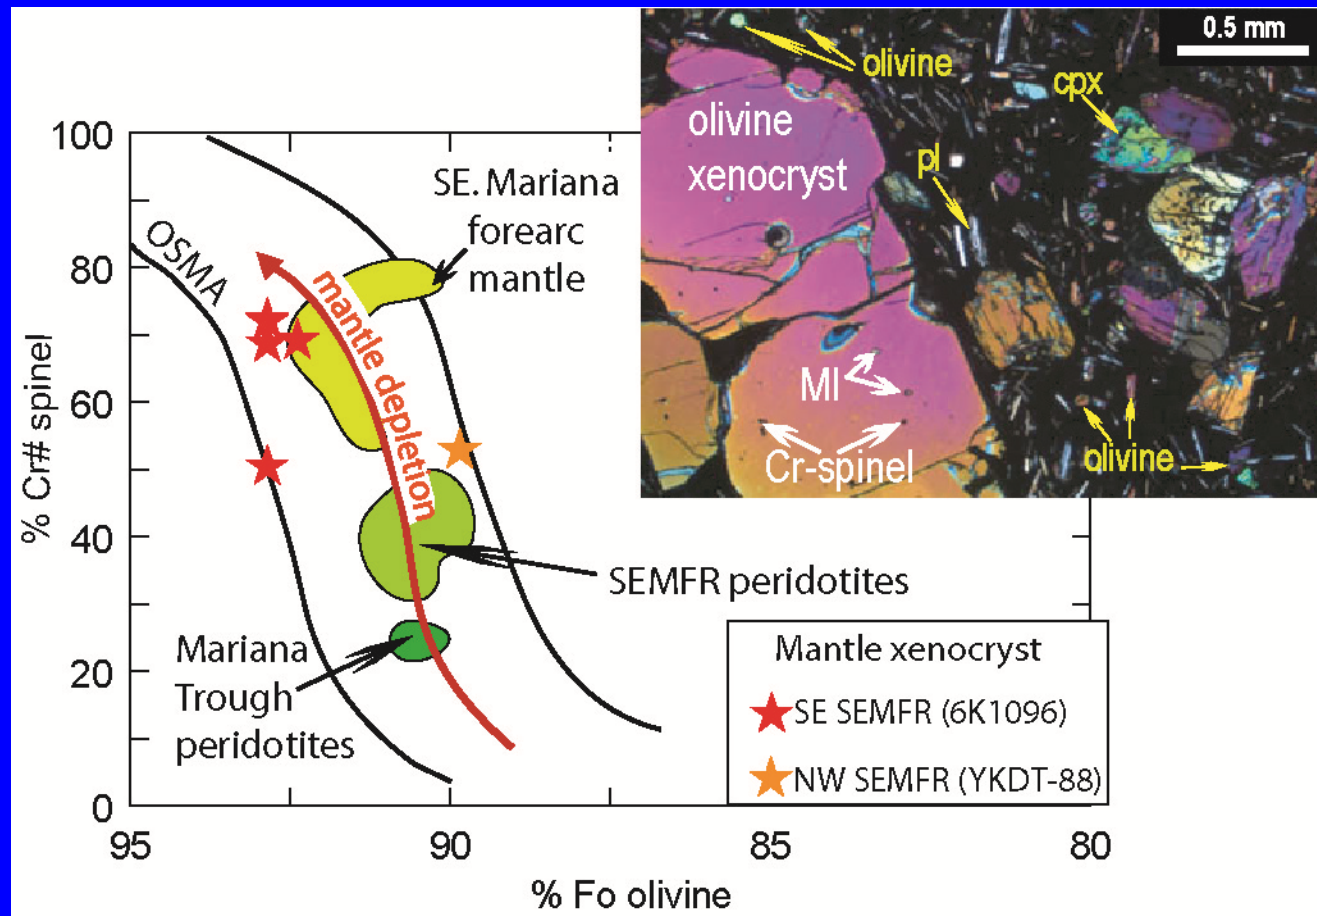 0.5 mm
olivine
cpx
olivine
xenocryst
pl
MI
Cr-spinel
olivine
100
80
60
40
20
0
% Cr# spinel
OSMA
SE. Mariana
forearc
mantle
mantle depletion
SEMFR peridotites
Mariana
Trough
peridotites
Mantle xenocryst
SE SEMFR (6K1096)
NW SEMFR (YKDT-88)
95
90
85
80
% Fo olivine